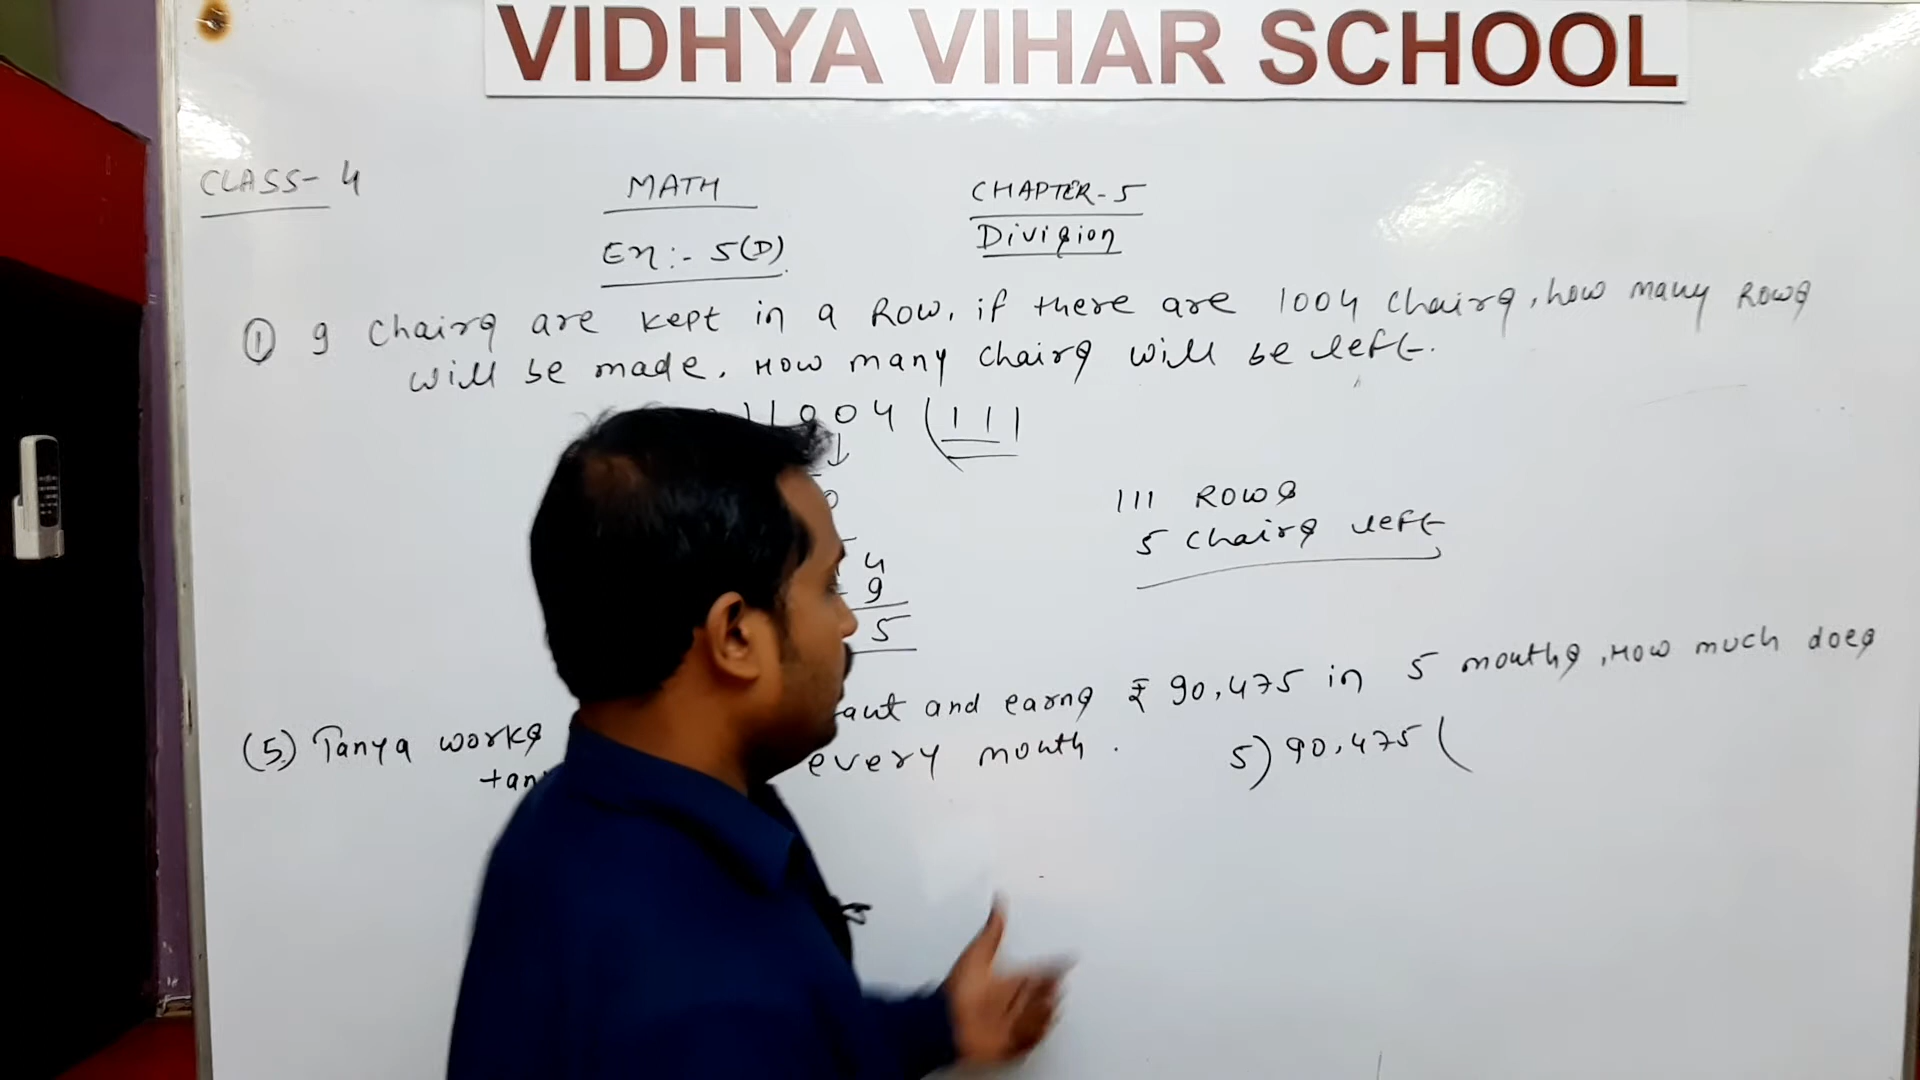 VIDHYA VIHAR SCHOOL
CLASS- 4
MATH
CHAPTER-5
Ex:- 5(D)
Division
① 9 chairs are kept in a Row, if there are 1004 chairs, how many Rows
will be made. How many chairs will be left.
1004 (111
0
4
9
5
111 Rows
5 chairs left
(5.) Tanya works and earns ₹ 90,475 in 5 months, How much does
every month.
5) 90,475 (